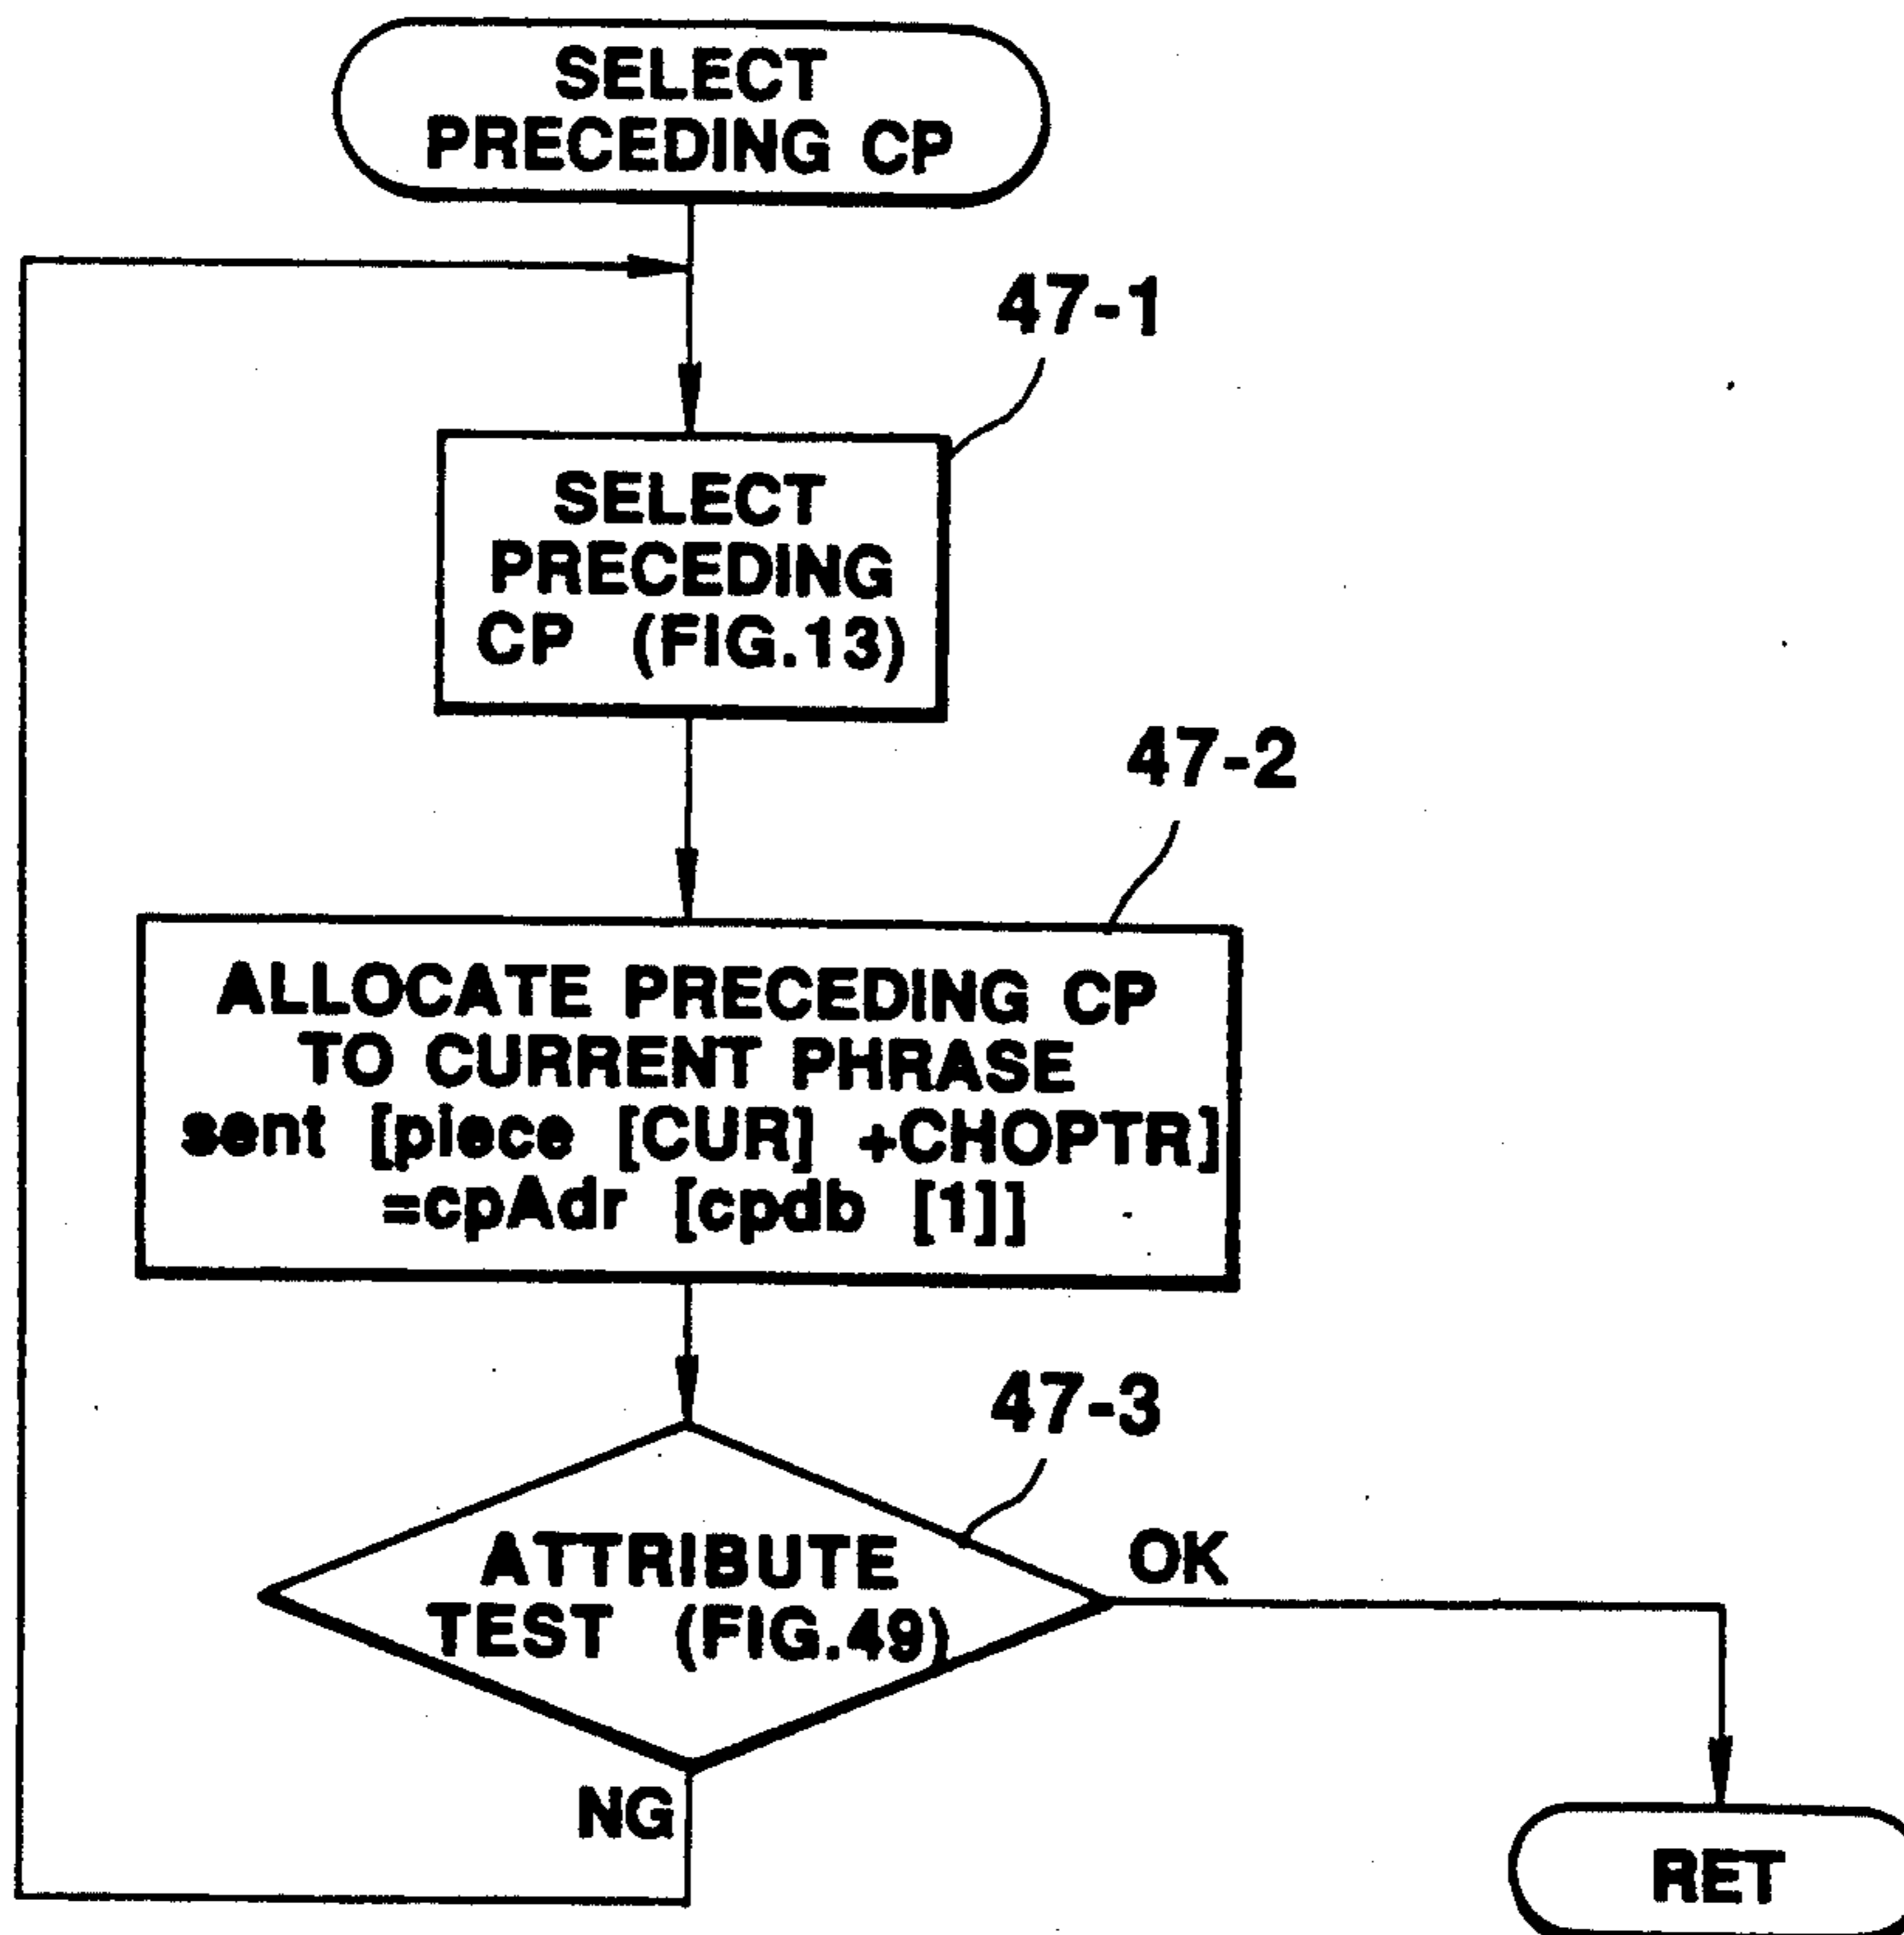 SELECT
PRECEDING CP
47-1
SELECT
PRECEDING
CP (FIG.13)
47-2
ALLOCATE PRECEDING CP
TO CURRENT PHRASE
sent [piece [CUR] +CHOPTR]
=cpAdr [cpdb [1]]
47-3
ATTRIBUTE
TEST (FIG.49)
OK
NG
RET